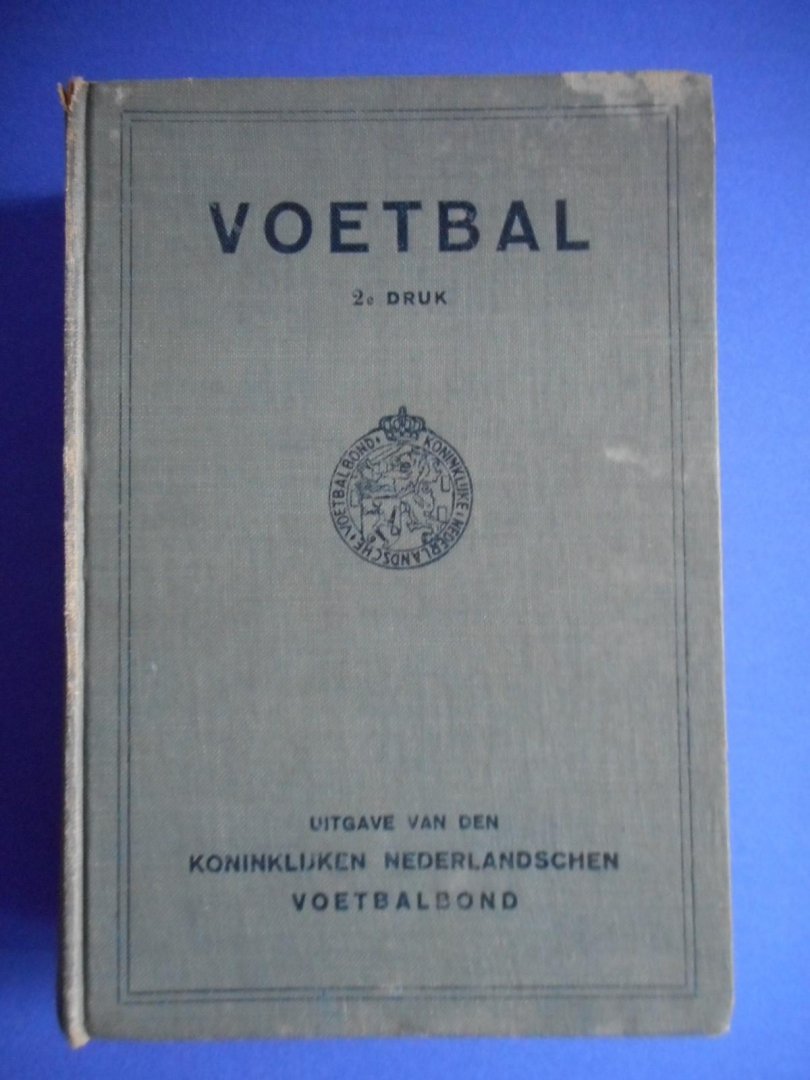 VOETBAL
2e DRUK
KONINKLIJKE • NEDERLANDSCHE • VOETBALBOND •
UITGAVE VAN DEN
KONINKLIJKEN NEDERLANDSCHEN
VOETBALBOND